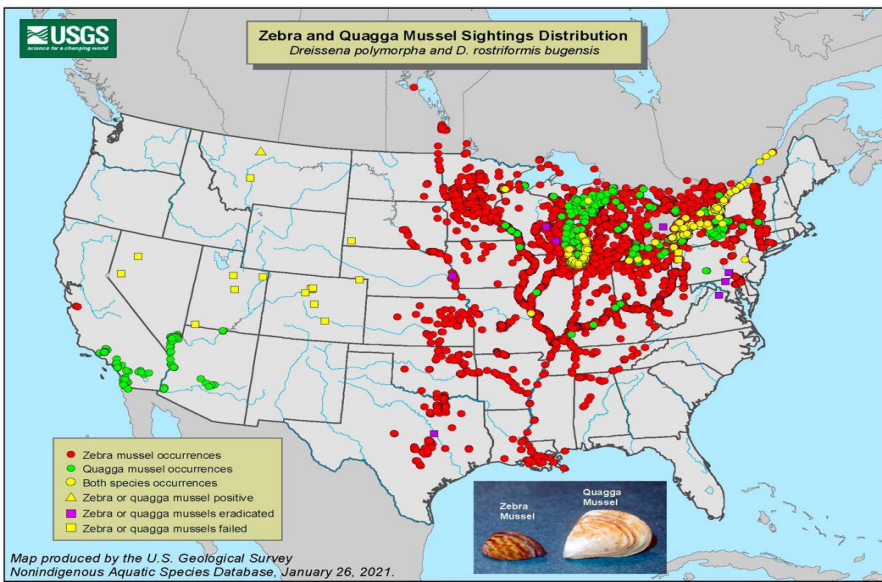 USGS
science for a changing world
Zebra and Quagga Mussel Sightings Distribution
Dreissena polymorpha and D. rostriformis bugensis
Zebra mussel occurrences
Quagga mussel occurrences
Both species occurrences
Zebra or quagga mussel positive
Zebra or quagga mussels eradicated
Zebra or quagga mussels failed
Zebra
Mussel
Quagga
Mussel
Map produced by the U.S. Geological Survey
Nonindigenous Aquatic Species Database, January 26, 2021.